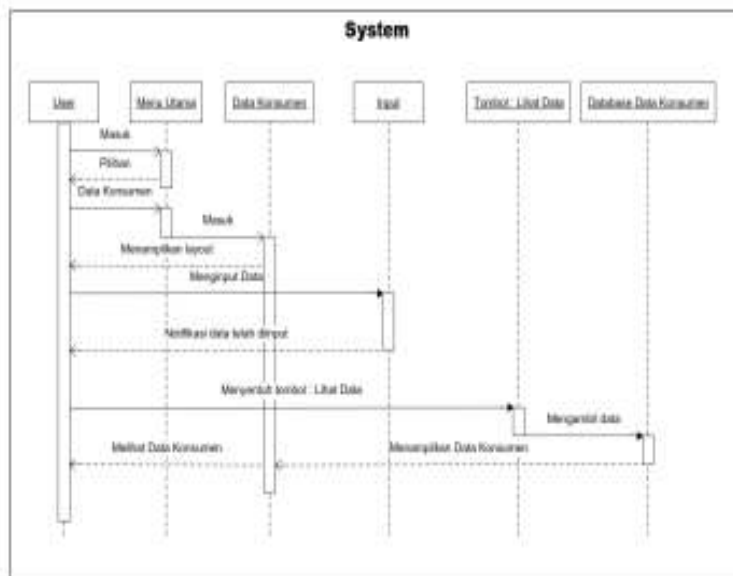 System
User
Menu Utama
Data Konsumen
Input
Tombol : Lihat Data
Database Data Konsumen
Masuk
Pilihan
Data Konsumen
Masuk
Menampilkan layout
Menginput Data
Notifikasi data telah diinput
Menyentuh tombol : Lihat Data
Mengambil data
Melihat Data Konsumen
Menampilkan Data Konsumen